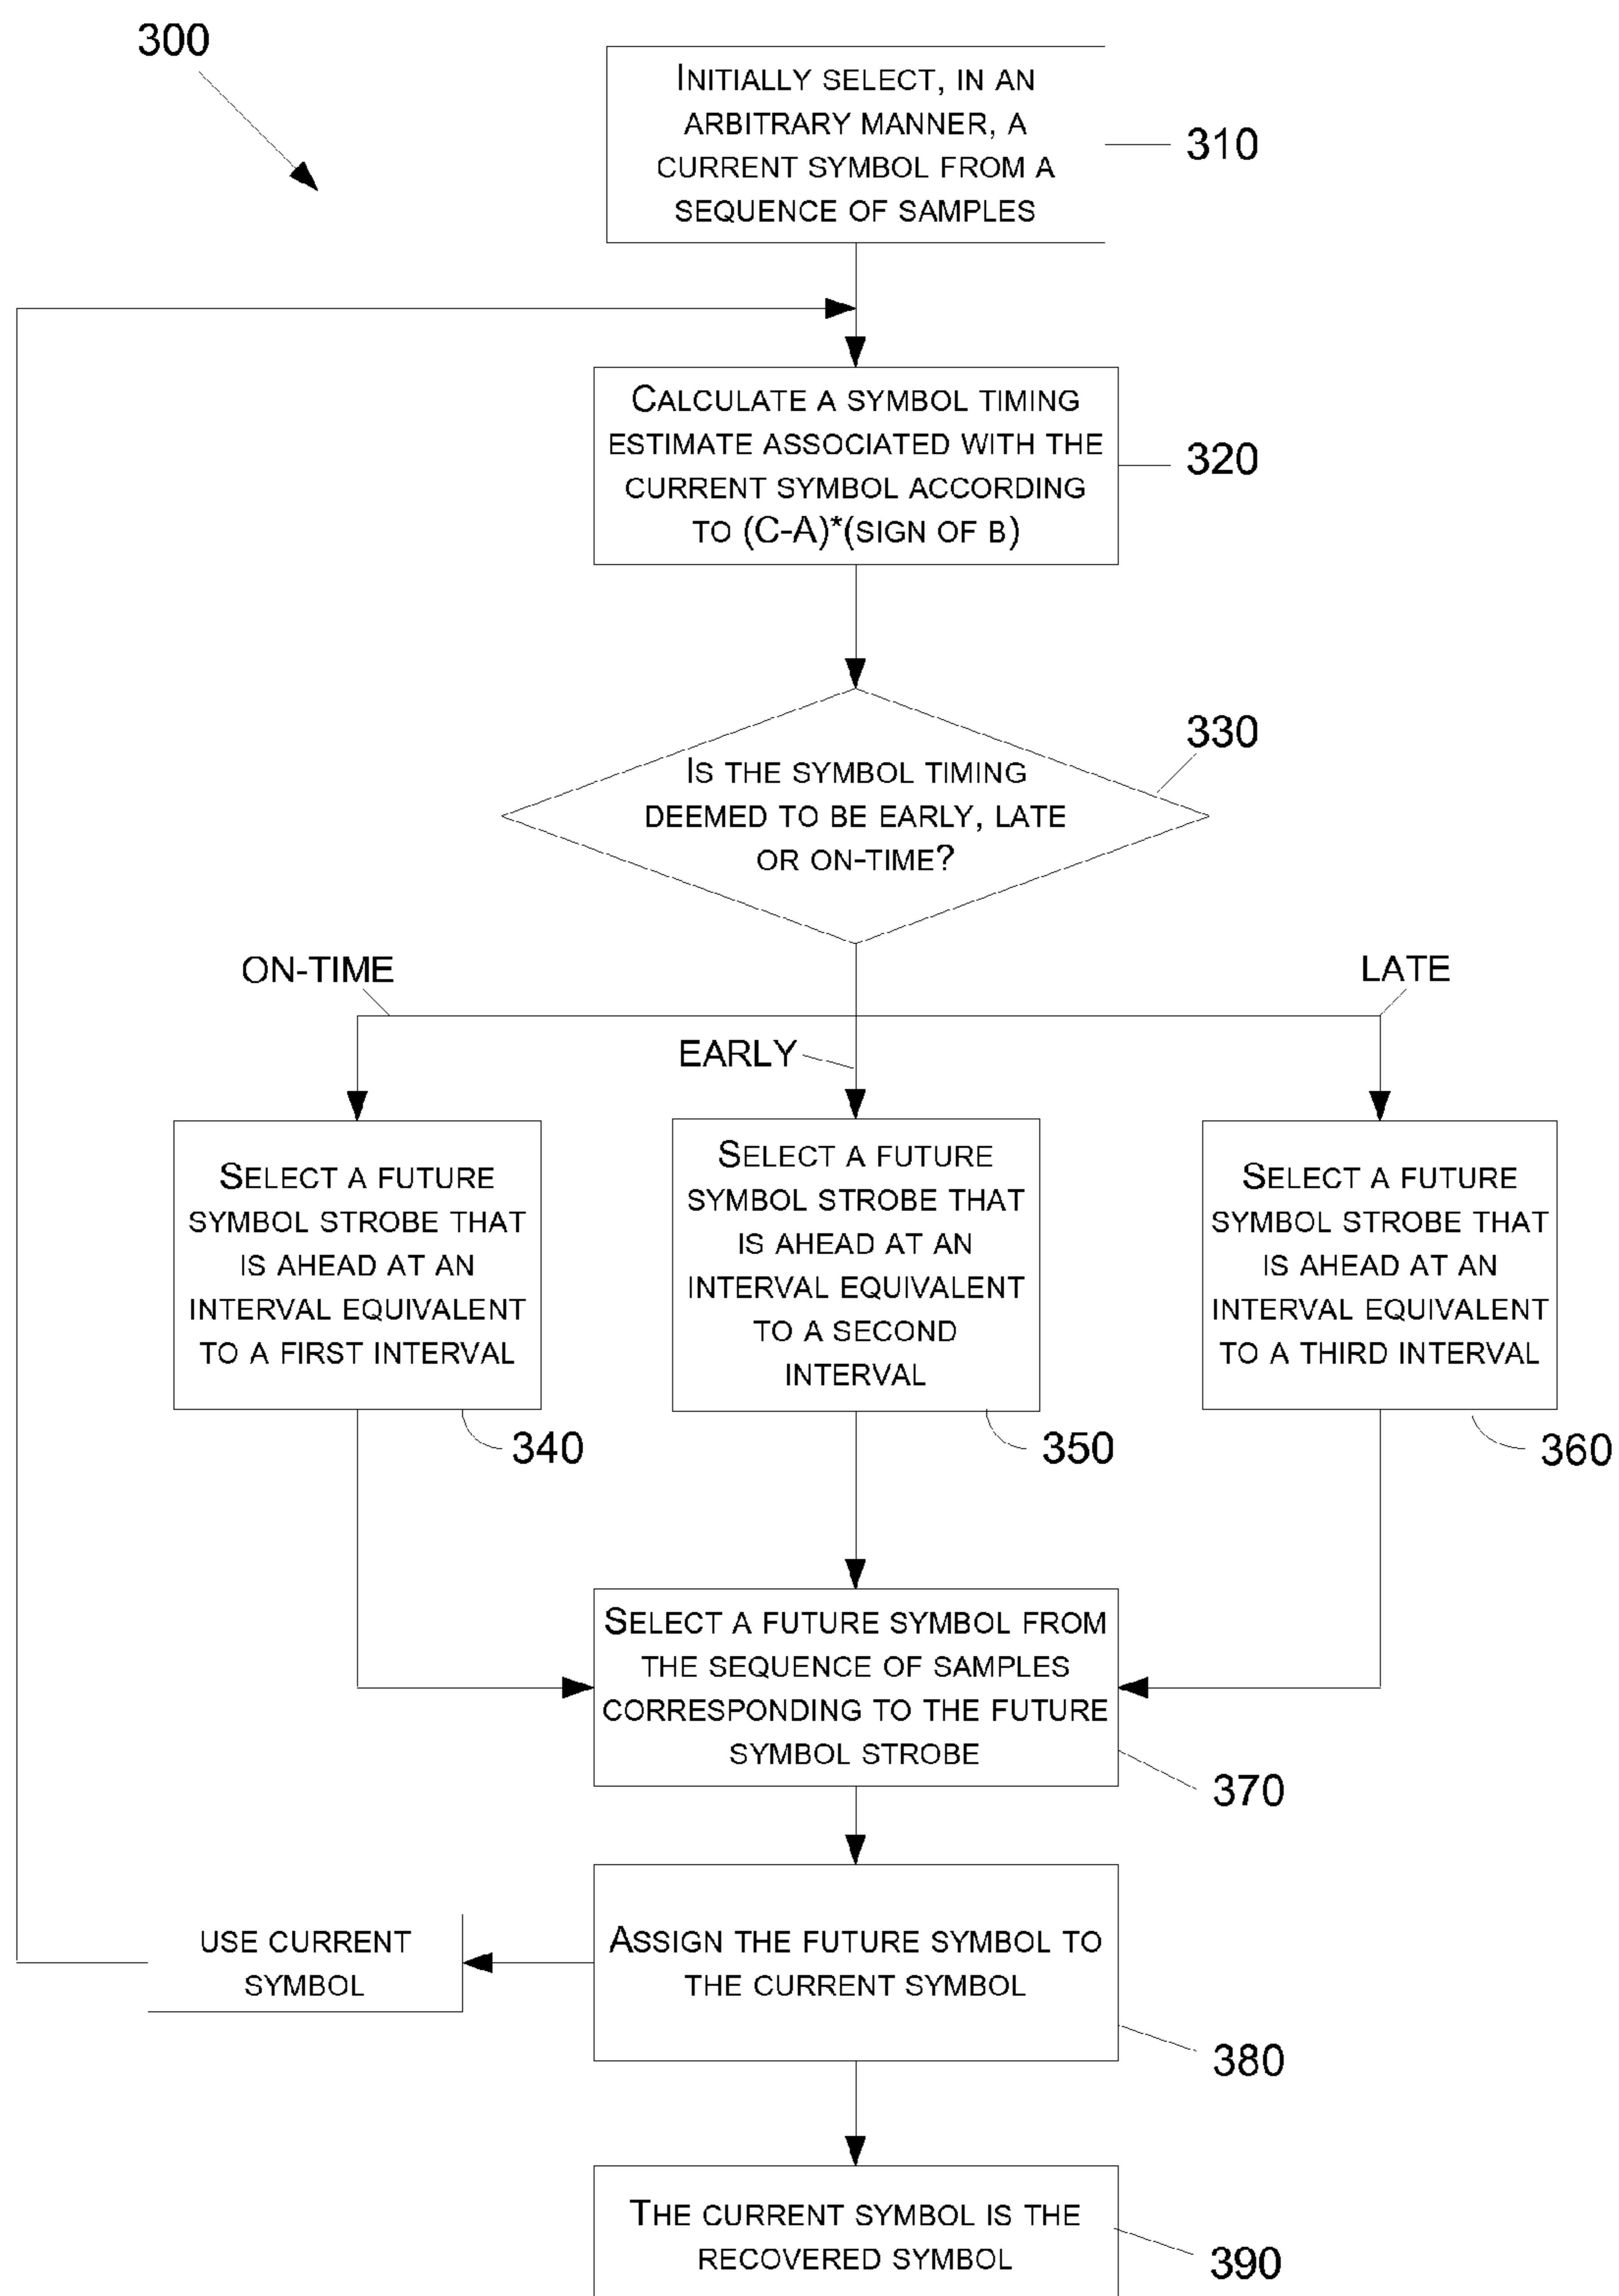 300
INITIALLY SELECT, IN AN
ARBITRARY MANNER, A
CURRENT SYMBOL FROM A
SEQUENCE OF SAMPLES
310
CALCULATE A SYMBOL TIMING
ESTIMATE ASSOCIATED WITH THE
CURRENT SYMBOL ACCORDING
TO (C-A)*(SIGN OF B)
320
330
IS THE SYMBOL TIMING
DEEMED TO BE EARLY, LATE
OR ON-TIME?
ON-TIME
LATE
EARLY
SELECT A FUTURE
SYMBOL STROBE THAT
IS AHEAD AT AN
INTERVAL EQUIVALENT
TO A FIRST INTERVAL
340
SELECT A FUTURE
SYMBOL STROBE THAT
IS AHEAD AT AN
INTERVAL EQUIVALENT
TO A SECOND
INTERVAL
350
SELECT A FUTURE
SYMBOL STROBE THAT
IS AHEAD AT AN
INTERVAL EQUIVALENT
TO A THIRD INTERVAL
360
SELECT A FUTURE SYMBOL FROM
THE SEQUENCE OF SAMPLES
CORRESPONDING TO THE FUTURE
SYMBOL STROBE
370
USE CURRENT
SYMBOL
ASSIGN THE FUTURE SYMBOL TO
THE CURRENT SYMBOL
380
THE CURRENT SYMBOL IS THE
RECOVERED SYMBOL
390